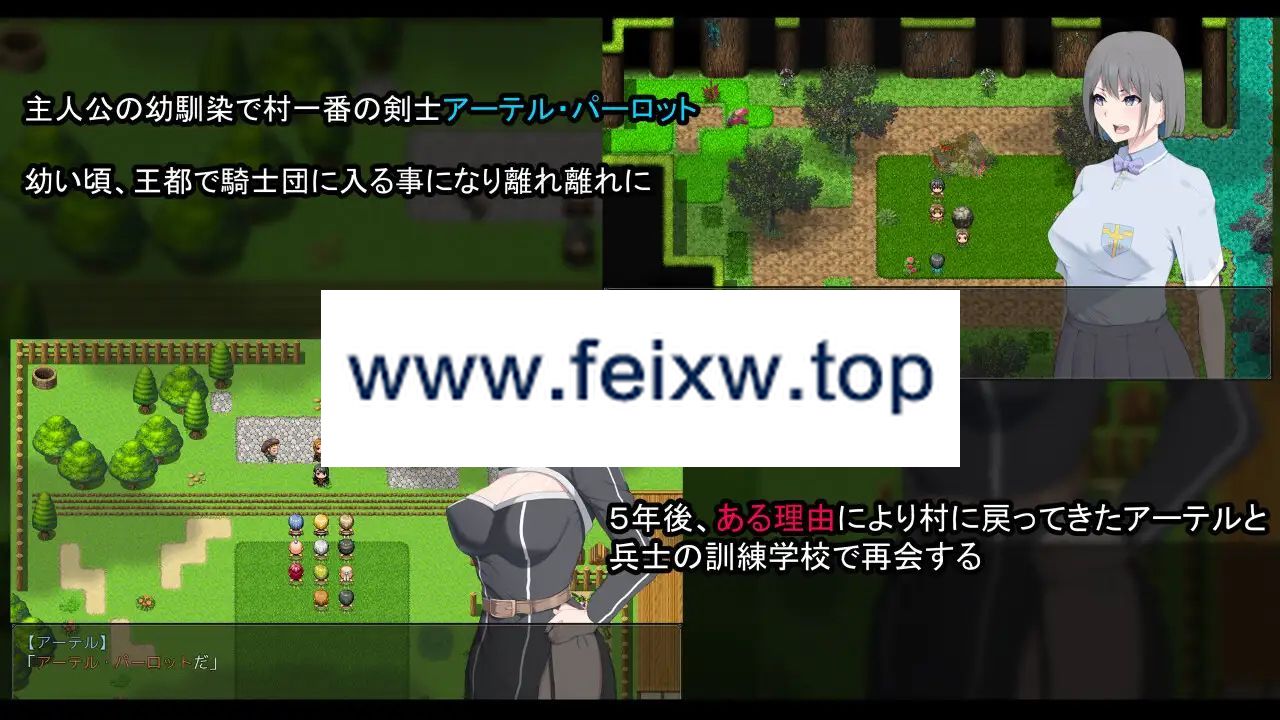 主人公の幼馴染で村一番の剣士アーテル・パーロット
幼い頃、王都で騎士団に入る事になり離れ離れに
www.feixw.top
５年後、ある理由により村に戻ってきたアーテルと
兵士の訓練学校で再会する
【アーテル】
「アーテル・パーロットだ」